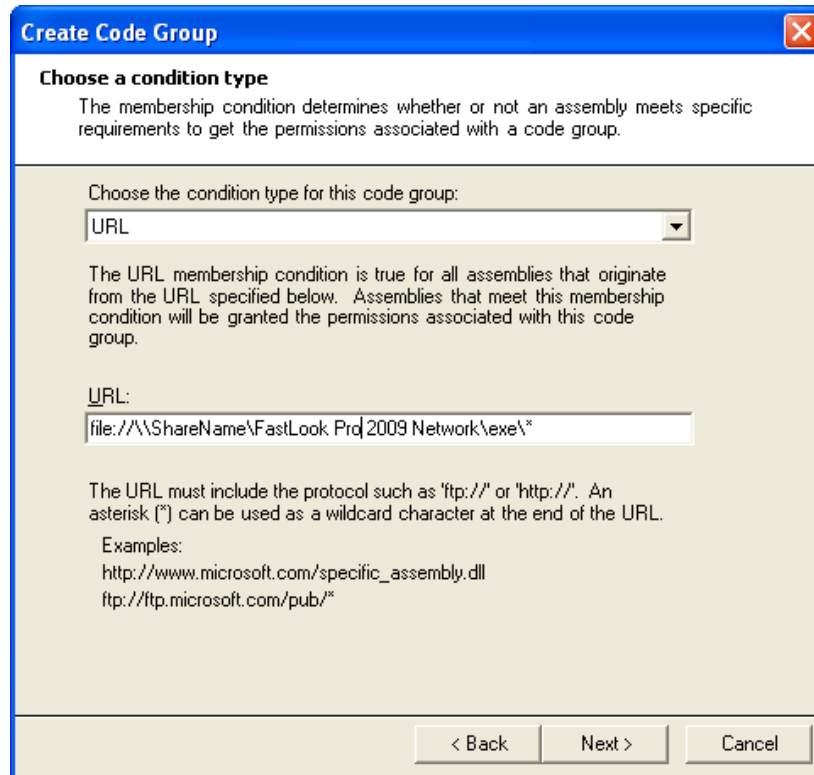 Create Code Group
Choose a condition type
The membership condition determines whether or not an assembly meets specific
requirements to get the permissions associated with a code group.
Choose the condition type for this code group:
URL
The URL membership condition is true for all assemblies that originate
from the URL specified below. Assemblies that meet this membership
condition will be granted the permissions associated with this code
group.
URL:
file://\\ShareName\FastLook Pro 2009 Network\exe\*
The URL must include the protocol such as 'ftp://' or 'http://'. An
asterisk (*) can be used as a wildcard character at the end of the URL.
Examples:
http://www.microsoft.com/specific_assembly.dll
ftp://ftp.microsoft.com/pub/*
< Back
Next >
Cancel